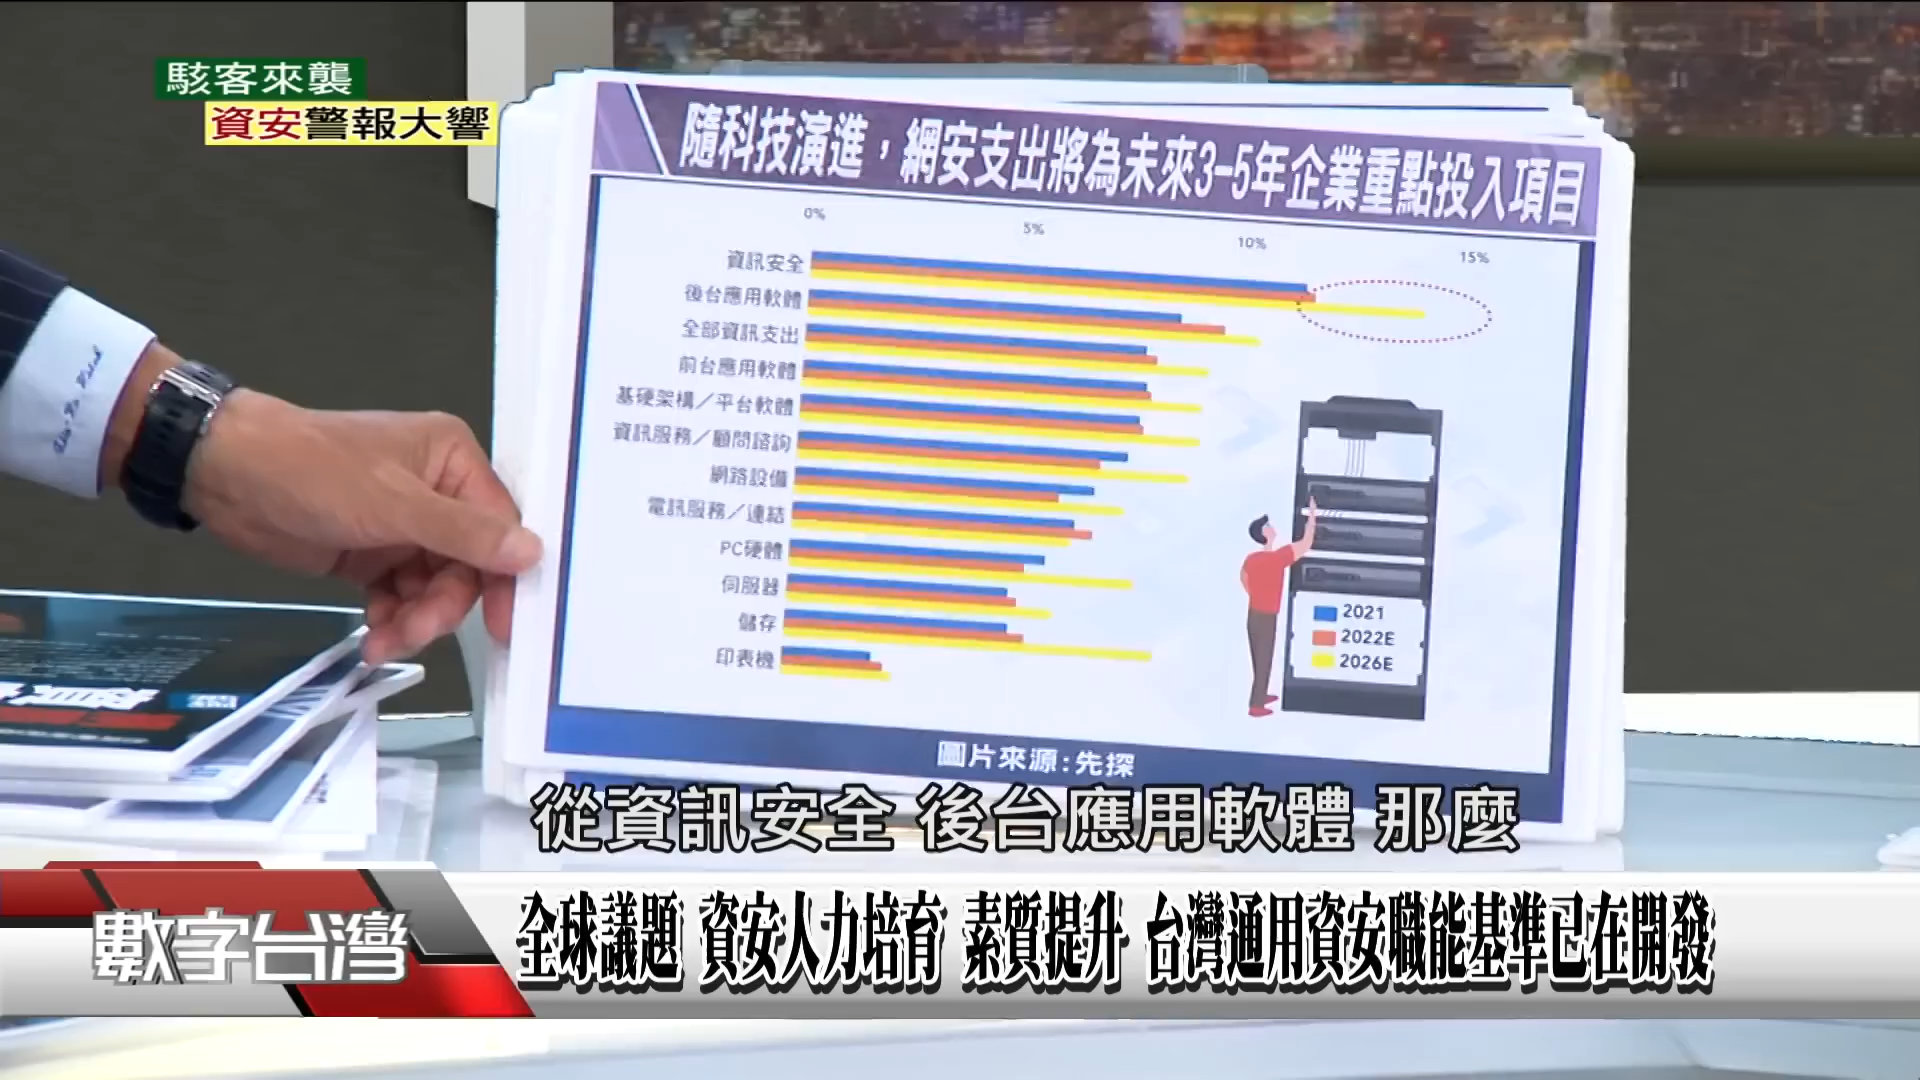 駭客來襲
資安警報大響
隨科技演進，網安支出將為未來3-5年企業重點投入項目
0% 5% 10% 15%
資訊安全
後台應用軟體
全部資訊支出
前台應用軟體
基礎架構／平台軟體
資訊服務／顧問諮詢
網路設備
電訊服務／連結
PC硬體
伺服器
儲存
印表機
2021
2022E
2026E
圖片來源:先探
從資訊安全 後台應用軟體 那麼
數字台灣
全球議題 資安人力培育 素質提升 台灣通用資安職能基準已在開發